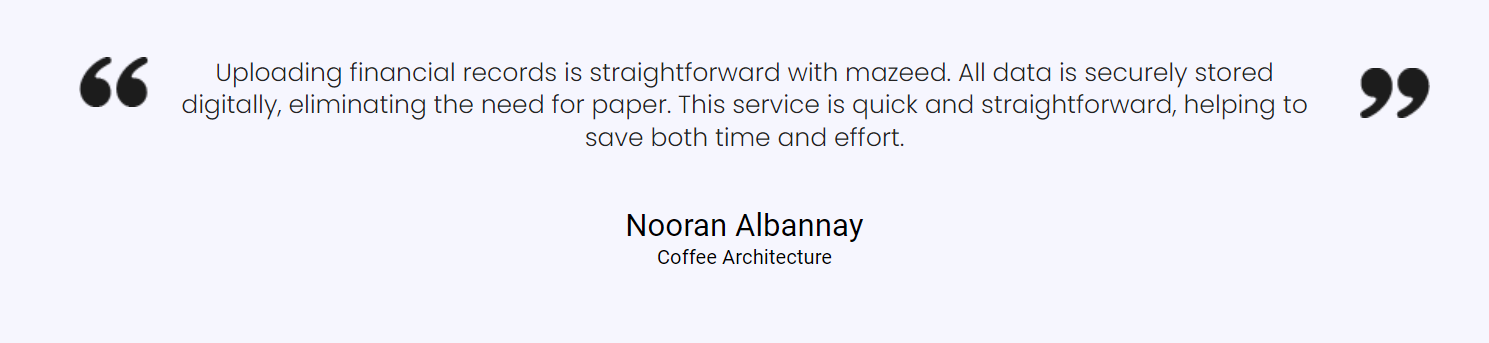 Uploading financial records is straightforward with mazeed. All data is securely stored
digitally, eliminating the need for paper. This service is quick and straightforward, helping to
save both time and effort.
Nooran Albannay
Coffee Architecture